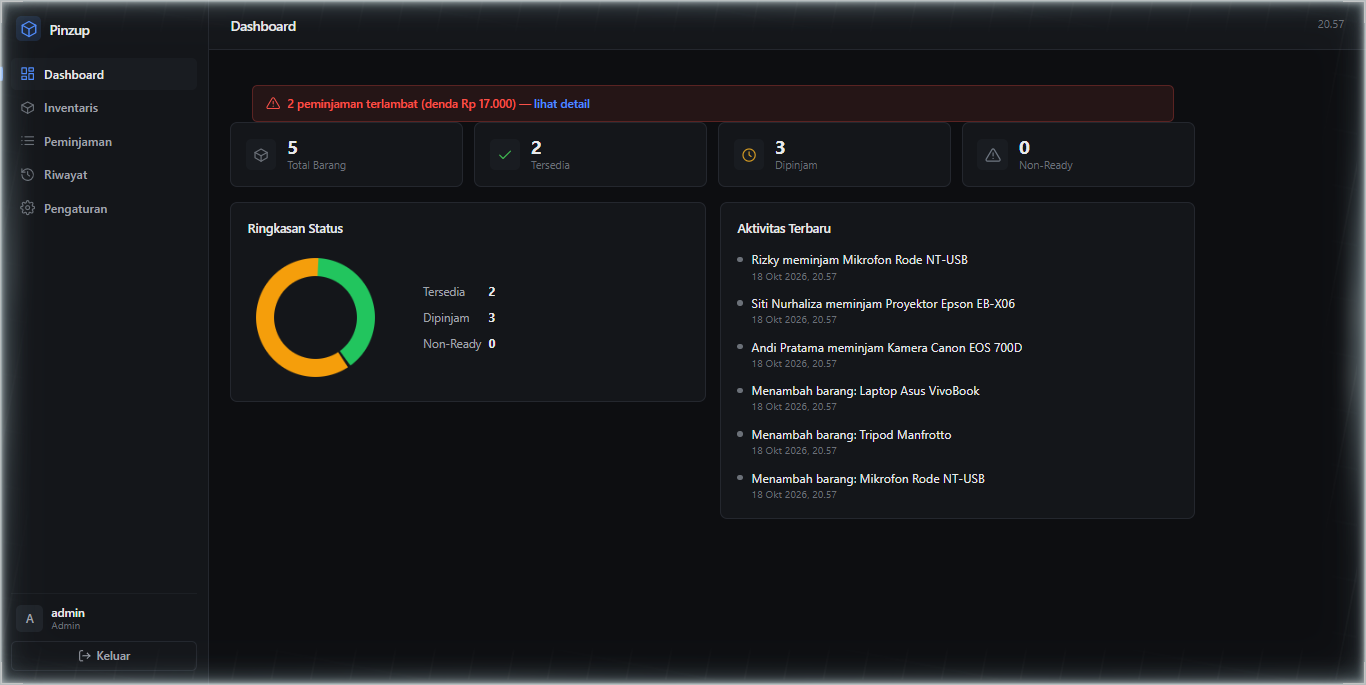 Pinzup
Dashboard
20.57
Dashboard
Inventaris
Peminjaman
Riwayat
Pengaturan
2 peminjaman terlambat (denda Rp 17.000) — lihat detail
5
Total Barang
2
Tersedia
3
Dipinjam
0
Non-Ready
Ringkasan Status
Tersedia 2
Dipinjam 3
Non-Ready 0
Aktivitas Terbaru
Rizky meminjam Mikrofon Rode NT-USB
18 Okt 2026, 20.57
Siti Nurhaliza meminjam Proyektor Epson EB-X06
18 Okt 2026, 20.57
Andi Pratama meminjam Kamera Canon EOS 700D
18 Okt 2026, 20.57
Menambah barang: Laptop Asus VivoBook
18 Okt 2026, 20.57
Menambah barang: Tripod Manfrotto
18 Okt 2026, 20.57
Menambah barang: Mikrofon Rode NT-USB
18 Okt 2026, 20.57
A
admin
Admin
Keluar